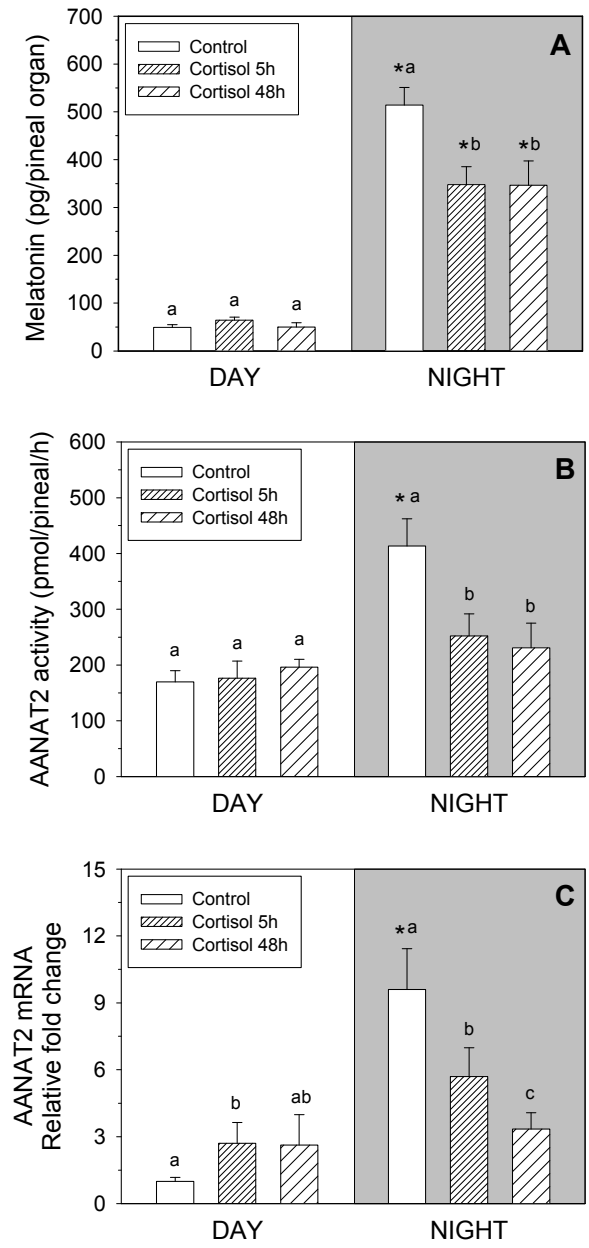 Melatonin (pg/pineal organ)
700
600
500
400
300
200
100
0
Control
Cortisol 5h
Cortisol 48h
A
a
a
a
*a
*b
*b
DAY
NIGHT
AANAT2 activity (pmol/pineal/h)
600
500
400
300
200
100
0
Control
Cortisol 5h
Cortisol 48h
B
a
a
a
* a
b
b
DAY
NIGHT
AANAT2 mRNA
Relative fold change
15
12
9
6
3
0
Control
Cortisol 5h
Cortisol 48h
C
a
b
ab
*a
b
c
DAY
NIGHT